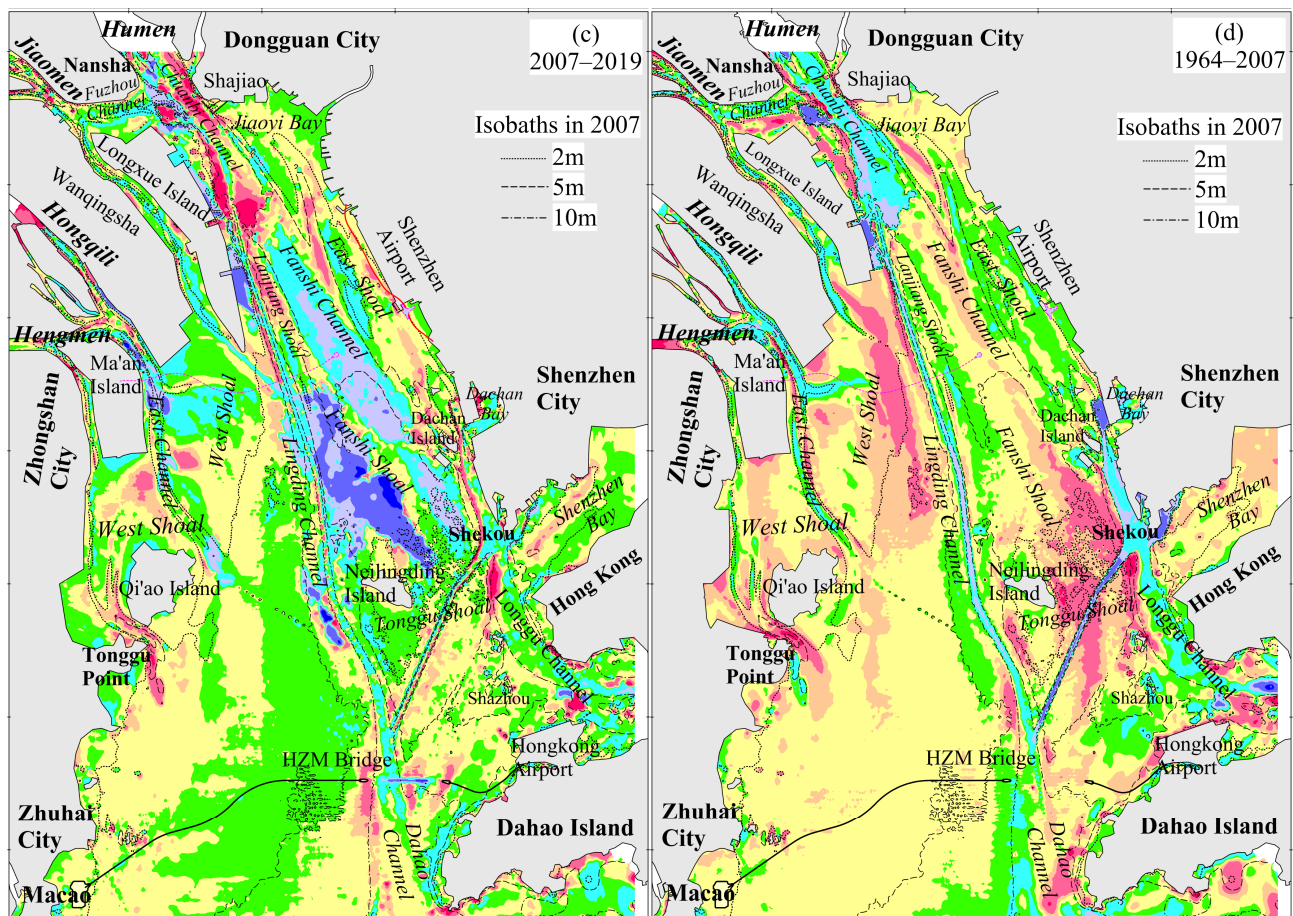 Humen
Dongguan City
(c)
2007–2019
Jiaomen
Nansha
Fuzhou
Channel
Chuanbi Channel
Shajiao
Jiaoyi Bay
Isobaths in 2007
2m
5m
10m
Longxue Island
Wanqingsha
Hongqili
Lanjiang Shoal
Fanshi Channel
East Shoal
Shenzhen
Airport
Hengmen
Ma'an
Island
Zhongshan
City
East Channel
West Shoal
Shenzhen
City
Dachan
Bay
Dachan
Island
Fanshi Shoal
Lingding Channel
West Shoal
Shenzhen
Bay
Shekou
Qi'ao Island
Neilingding
Island
Hong Kong
Tonggu Shoal
Longgu Channel
Tonggu
Point
Shazhou
HZM Bridge
Hongkong
Airport
Zhuhai
City
Dahao Island
Dahao
Channel
Macao
Humen
Dongguan City
(d)
1964–2007
Jiaomen
Nansha
Fuzhou
Channel
Chuanbi Channel
Shajiao
Jiaoyi Bay
Isobaths in 2007
2m
5m
10m
Longxue Island
Wanqingsha
Hongqili
Lanjiang Shoal
Fanshi Channel
East Shoal
Shenzhen
Airport
Hengmen
Ma'an
Island
Zhongshan
City
East Channel
West Shoal
Shenzhen
City
Dachan
Bay
Dachan
Island
Fanshi Shoal
Lingding Channel
West Shoal
Shenzhen
Bay
Shekou
Qi'ao Island
Neilingding
Island
Hong Kong
Tonggu Shoal
Longgu Channel
Tonggu
Point
Shazhou
HZM Bridge
Hongkong
Airport
Zhuhai
City
Dahao Island
Dahao
Channel
Macao